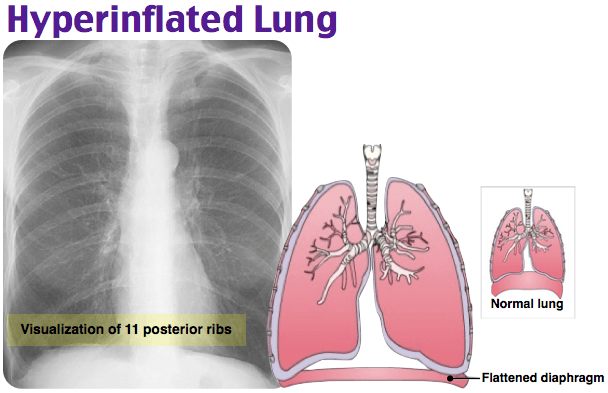 Hyperinflated Lung
Visualization of 11 posterior ribs
Normal lung
Flattened diaphragm